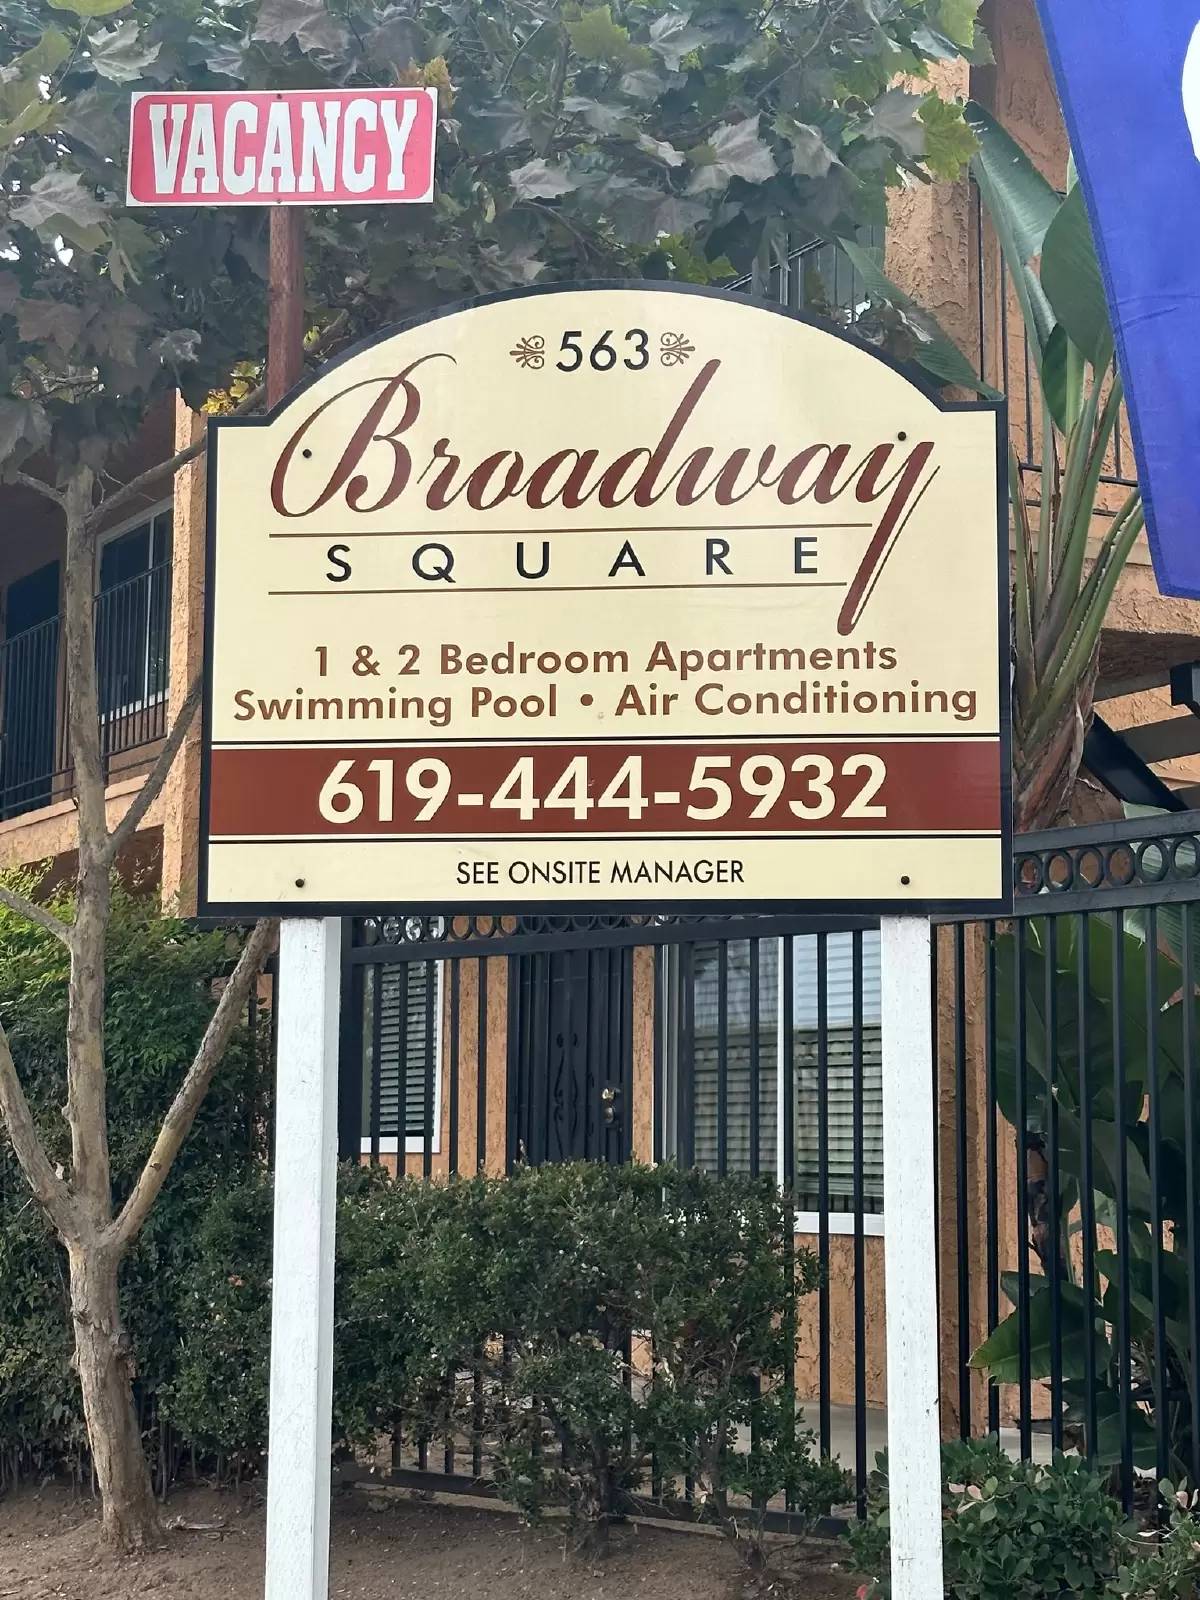 VACANCY
563
Broadway
SQUARE
1 & 2 Bedroom Apartments
Swimming Pool • Air Conditioning
619-444-5932
SEE ONSITE MANAGER